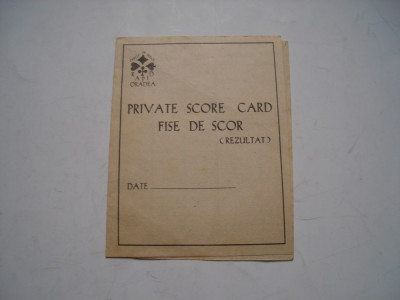 ORADEA
PRIVATE SCORE CARD
FISE DE SCOR
(REZULTAT)
DATE